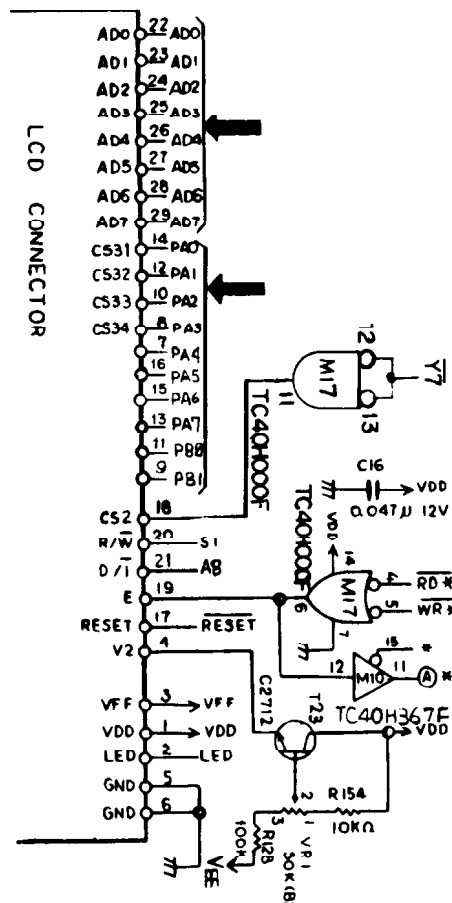 LCD CONNECTOR
AD0 22 AD0
AD1 23 AD1
AD2 24 AD2
AD3 25 AD3
AD4 26 AD4
AD5 27 AD5
AD6 28 AD6
AD7 29 AD7
CS31 14 PA0
CS32 12 PA1
CS33 10 PA2
CS34 8 PA3
7 PA4
16 PA5
15 PA6
13 PA7
11 PB0
9 PB1
CS2 18
R/W̅ 20 S1
D/I̅ 21 A8
E 19
RESET 17 R̅E̅S̅E̅T̅
V2 4
VFF 3 VFF
VDD 1 VDD
LED 2 LED
GND 5
GND 6
12
M17
11
13
Y̅7̅
TC40H000F
C16
VDD
0.047μ 12V
TC40H000F
VDD
14
M17
6
7
4 R̅D̅*
5 W̅R̅*
15 *
12 M10 11 A *
TC40H367F
C2712
T23
VDD
2
3
1
VR1
50K(B)
R154
10KΩ
R128
100K
VEE